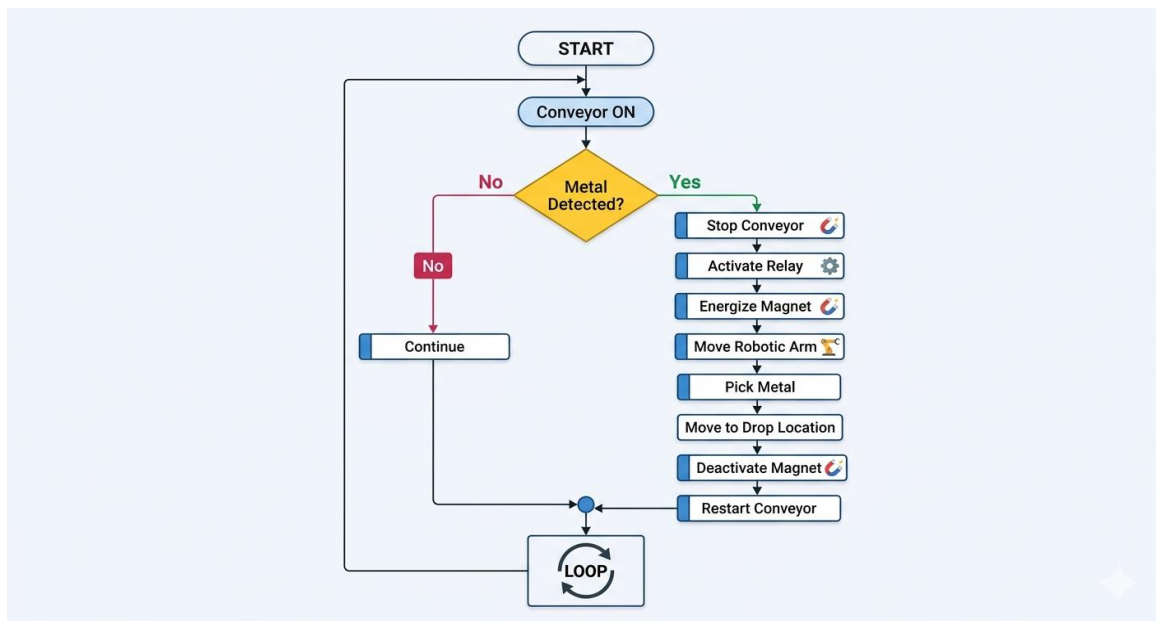 START
Conveyor ON
Metal
Detected?
No
Yes
No
Continue
Stop Conveyor
Activate Relay
Energize Magnet
Move Robotic Arm
Pick Metal
Move to Drop Location
Deactivate Magnet
Restart Conveyor
LOOP